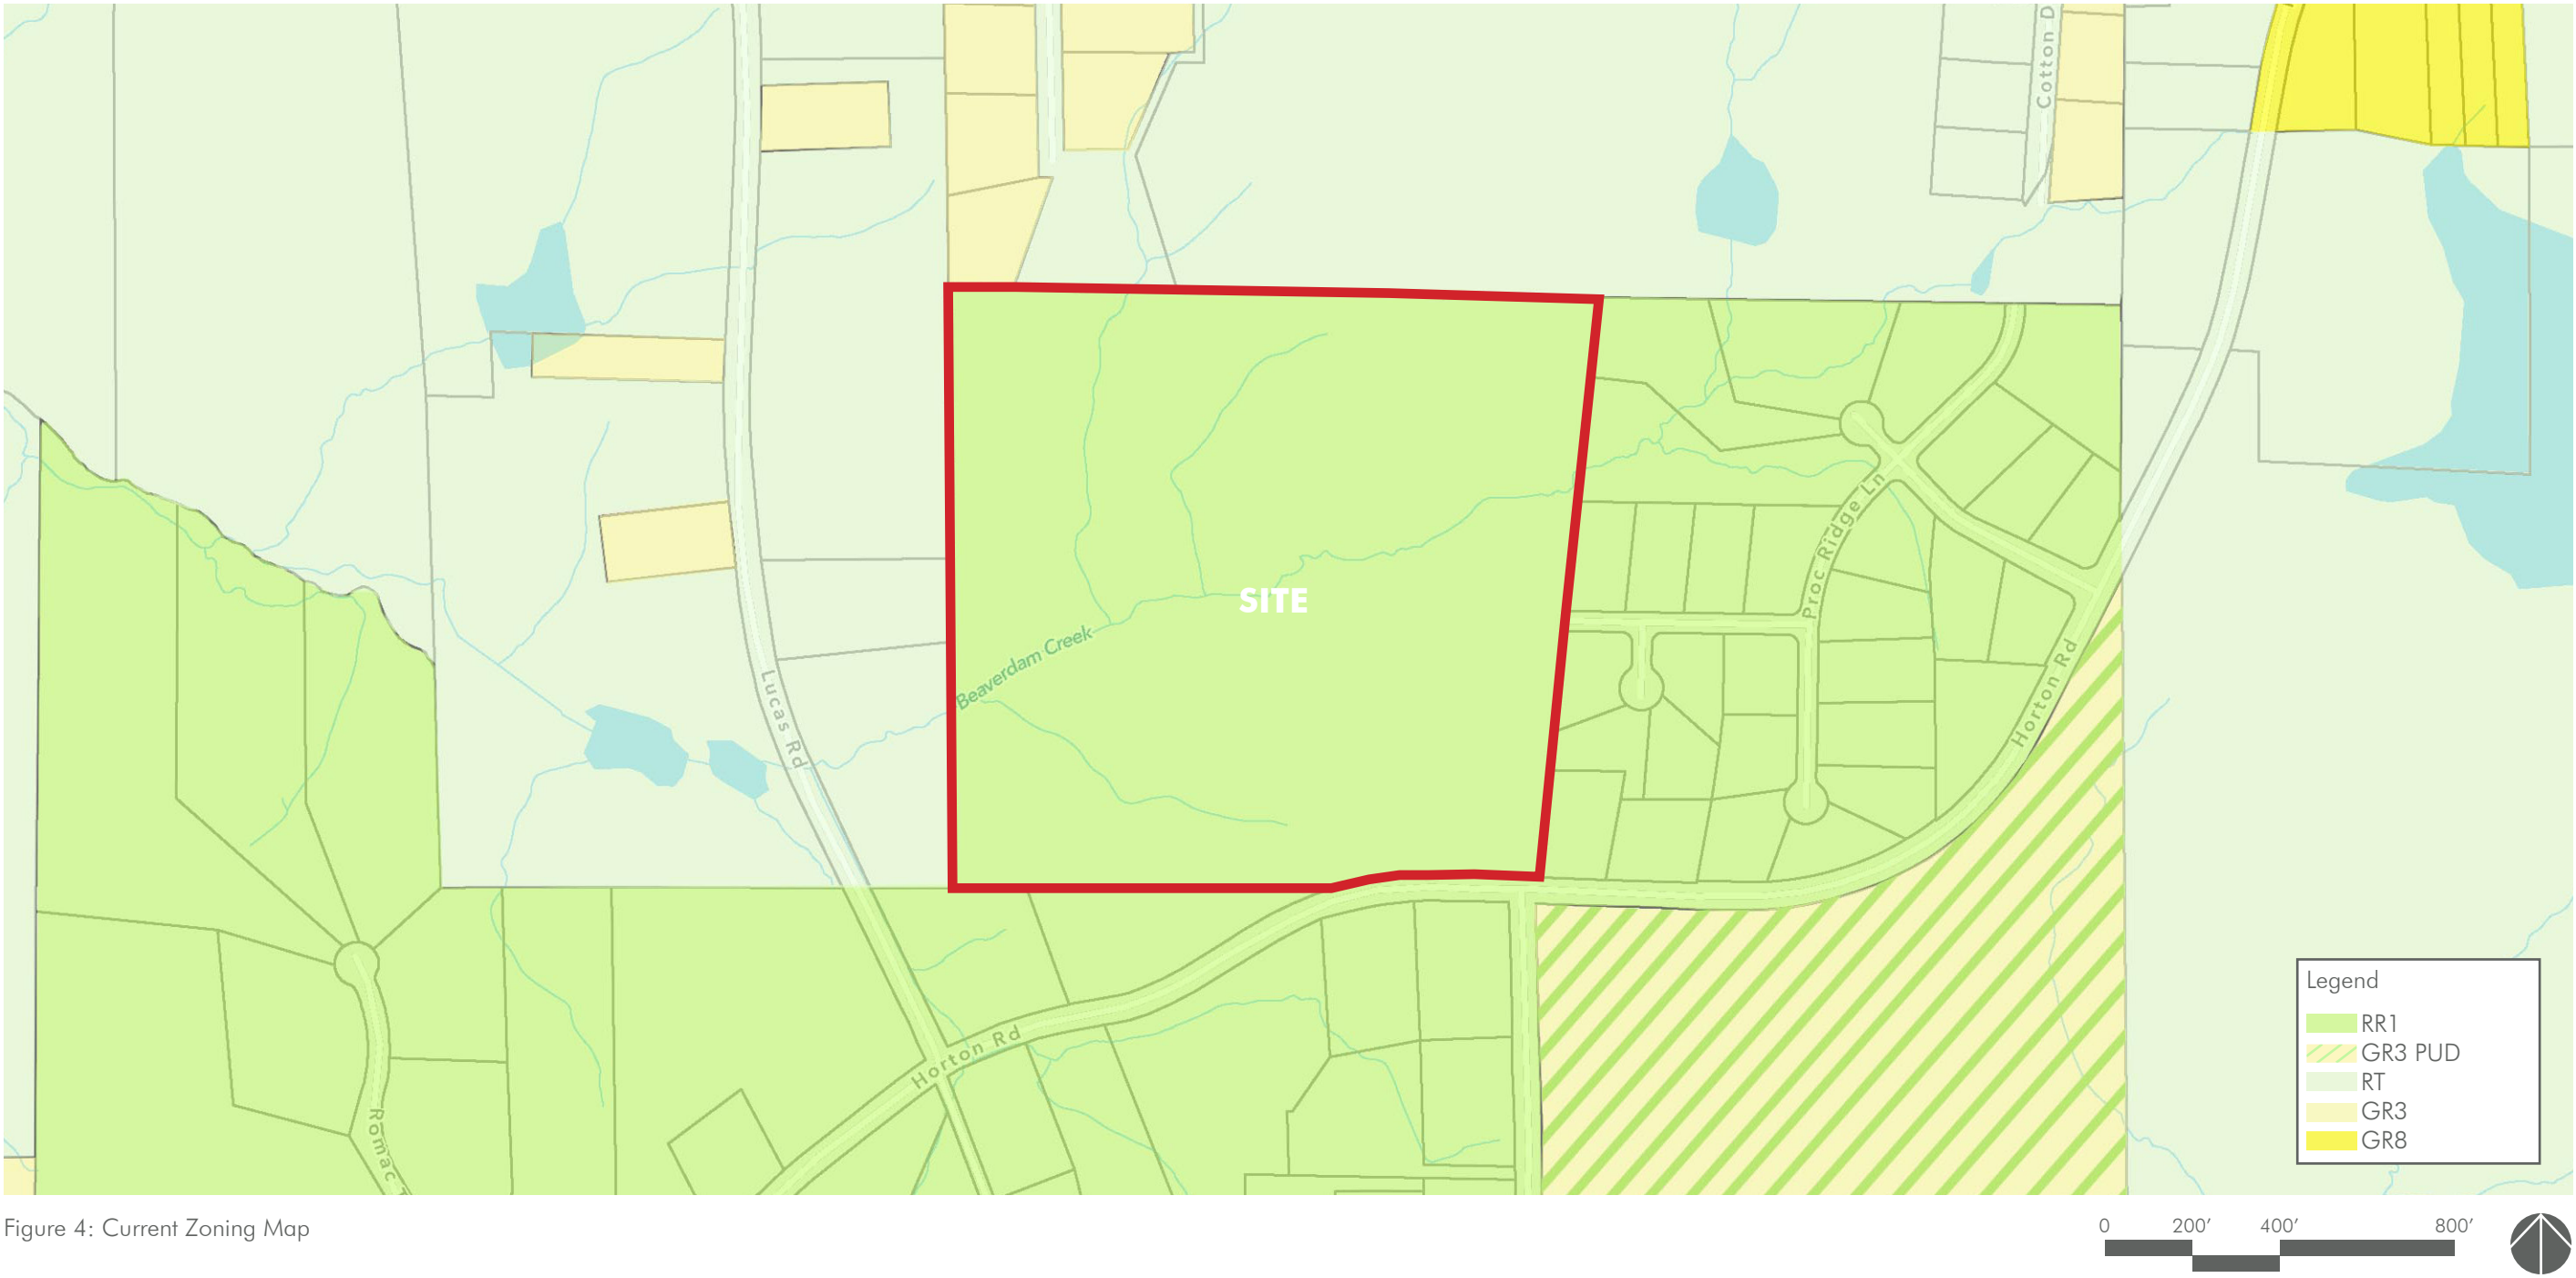 Cotton D
SITE
Proc Ridge Ln
Beaverdam Creek
Lucas Rd
Horton Rd
Horton Rd
Romac
Legend
RR1
GR3 PUD
RT
GR3
GR8
Figure 4: Current Zoning Map
0 200’ 400’ 800’